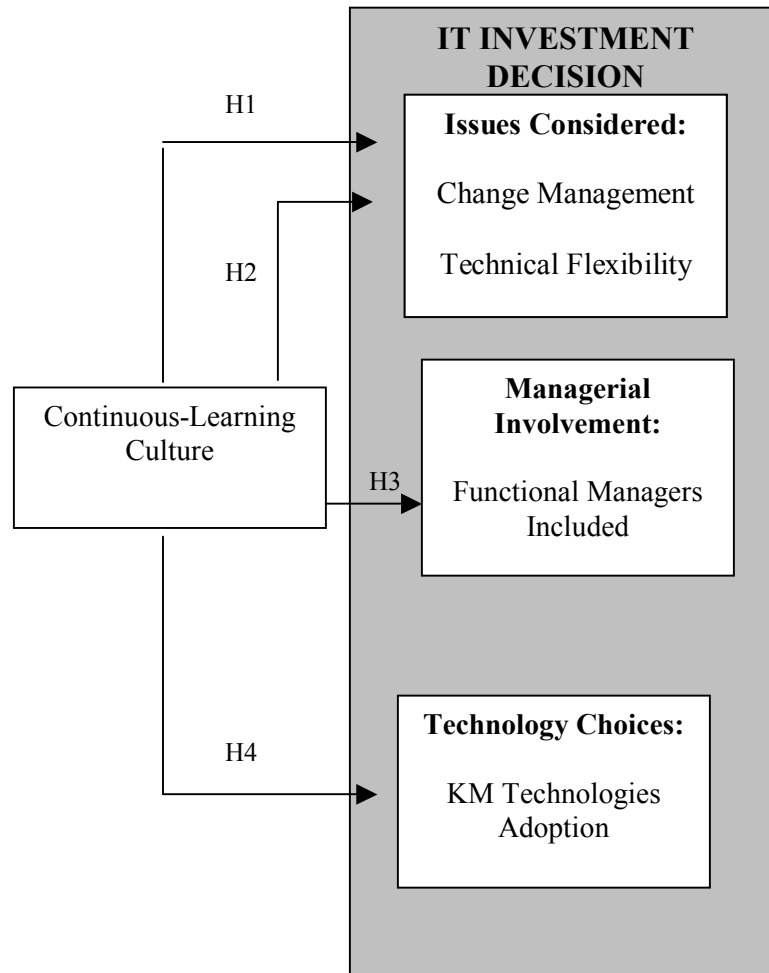 IT INVESTMENT
DECISION
H1
Issues Considered:
Change Management
H2
Technical Flexibility
Continuous-Learning
Culture
Managerial
Involvement:
H3
Functional Managers
Included
H4
Technology Choices:
KM Technologies
Adoption